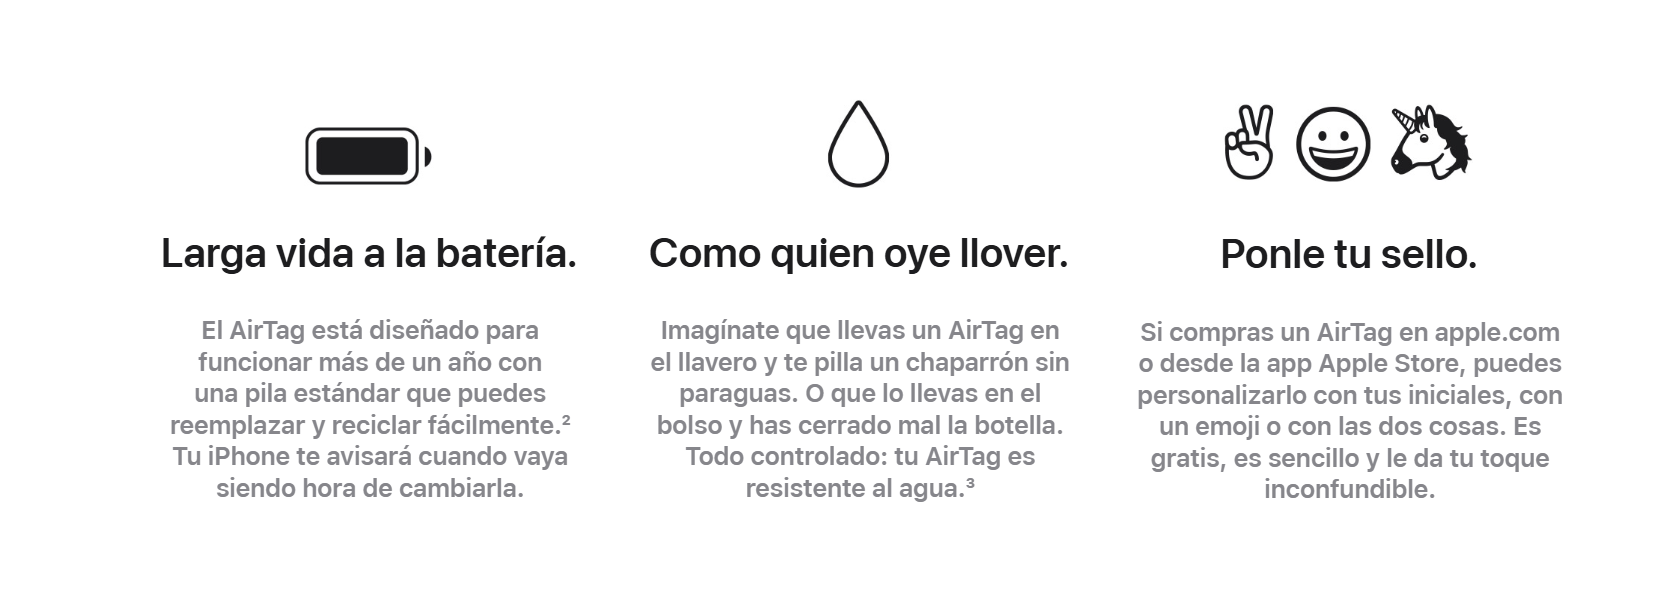 Larga vida a la batería.
El AirTag está diseñado para
funcionar más de un año con
una pila estándar que puedes
reemplazar y reciclar fácilmente.²
Tu iPhone te avisará cuando vaya
siendo hora de cambiarla.
Como quien oye llover.
Imagínate que llevas un AirTag en
el llavero y te pilla un chaparrón sin
paraguas. O que lo llevas en el
bolso y has cerrado mal la botella.
Todo controlado: tu AirTag es
resistente al agua.³
Ponle tu sello.
Si compras un AirTag en apple.com
o desde la app Apple Store, puedes
personalizarlo con tus iniciales, con
un emoji o con las dos cosas. Es
gratis, es sencillo y le da tu toque
inconfundible.